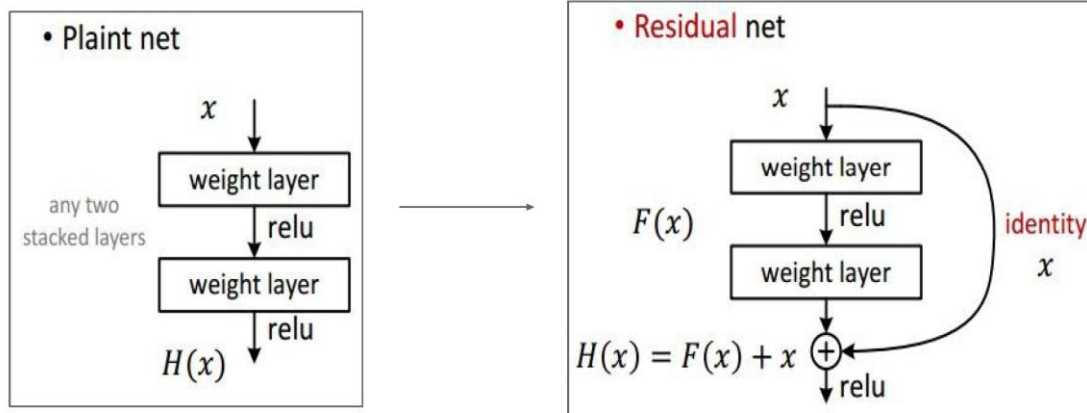 • Plaint net
x
weight layer
any two
stacked layers
relu
weight layer
relu
H(x)
• Residual net
x
weight layer
F(x)
relu
identity
x
weight layer
H(x) = F(x) + x
relu